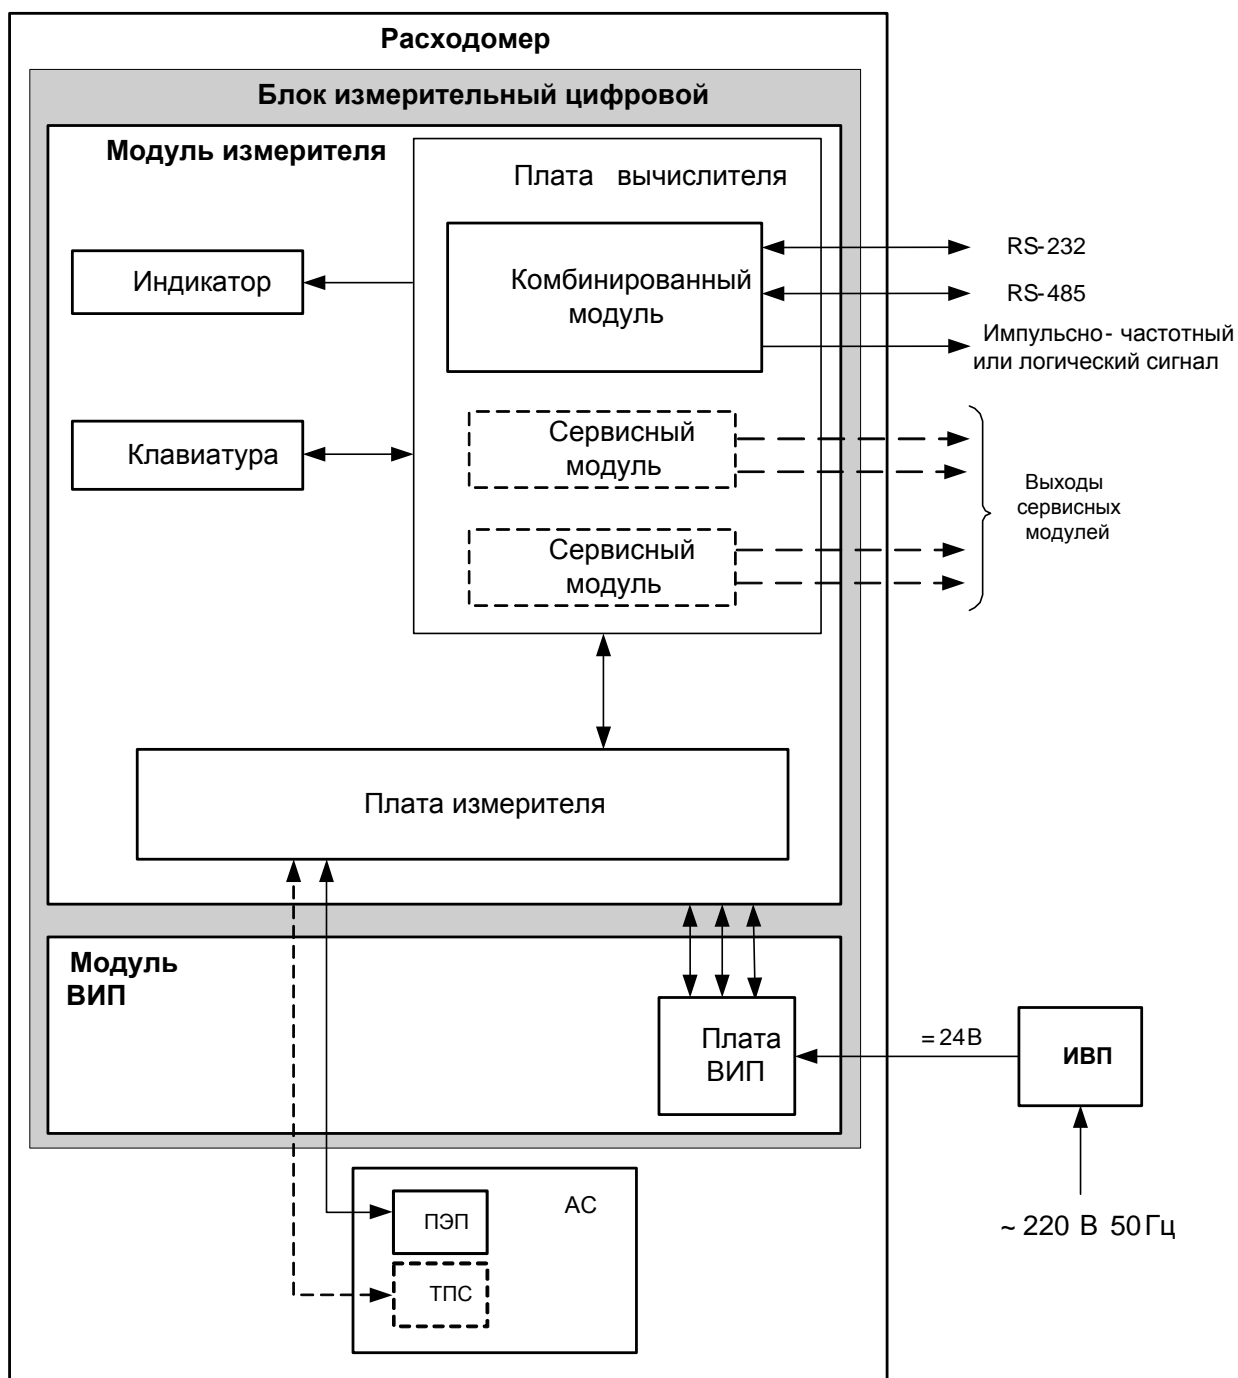 Расходомер
Блок измерительный цифровой
Модуль измерителя
Плата вычислителя
Индикатор
Комбинированный
модуль
RS-232
RS-485
Импульсно- частотный
или логический сигнал
Клавиатура
Сервисный
модуль
Сервисный
модуль
Выходы
сервисных
модулей
Плата измерителя
Модуль
ВИП
Плата
ВИП
=24В
ИВП
~ 220 В 50Гц
АС
ПЭП
ТПС